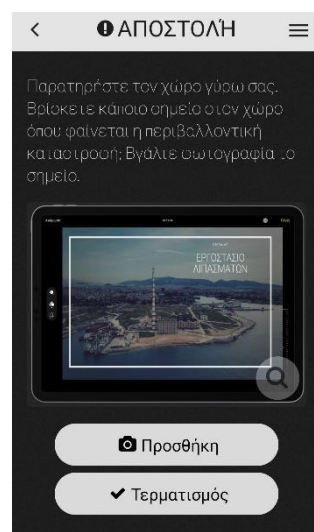 ΑΠΟΣΤΟΛΉ
Παρατηρήστε τον χώρο γύρω σας.
Βρίσκετε κάποιο σημείο στον χώρο
όπου φαίνεται η περιβαλλοντική
καταστροφή; Βγάλτε φωτογραφία το
σημείο.
ΕΡΓΟΣΤΑΣΙΟ
ΛΙΠΑΣΜΑΤΩΝ
Προσθήκη
Τερματισμός